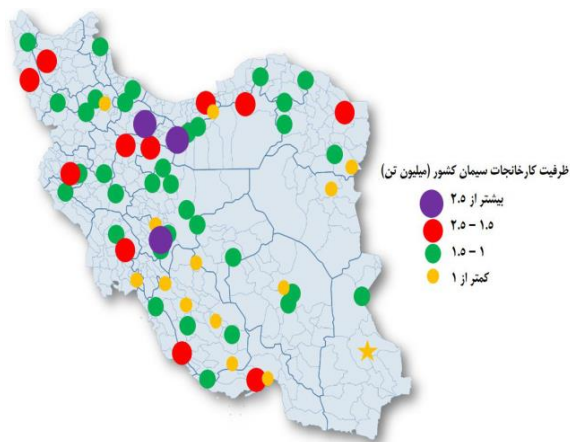 ظرفیت کارخانجات سیمان کشور (میلیون تن)
بیشتر از ۲.۵
۱.۵ – ۲.۵
۱ – ۱.۵
کمتر از ۱